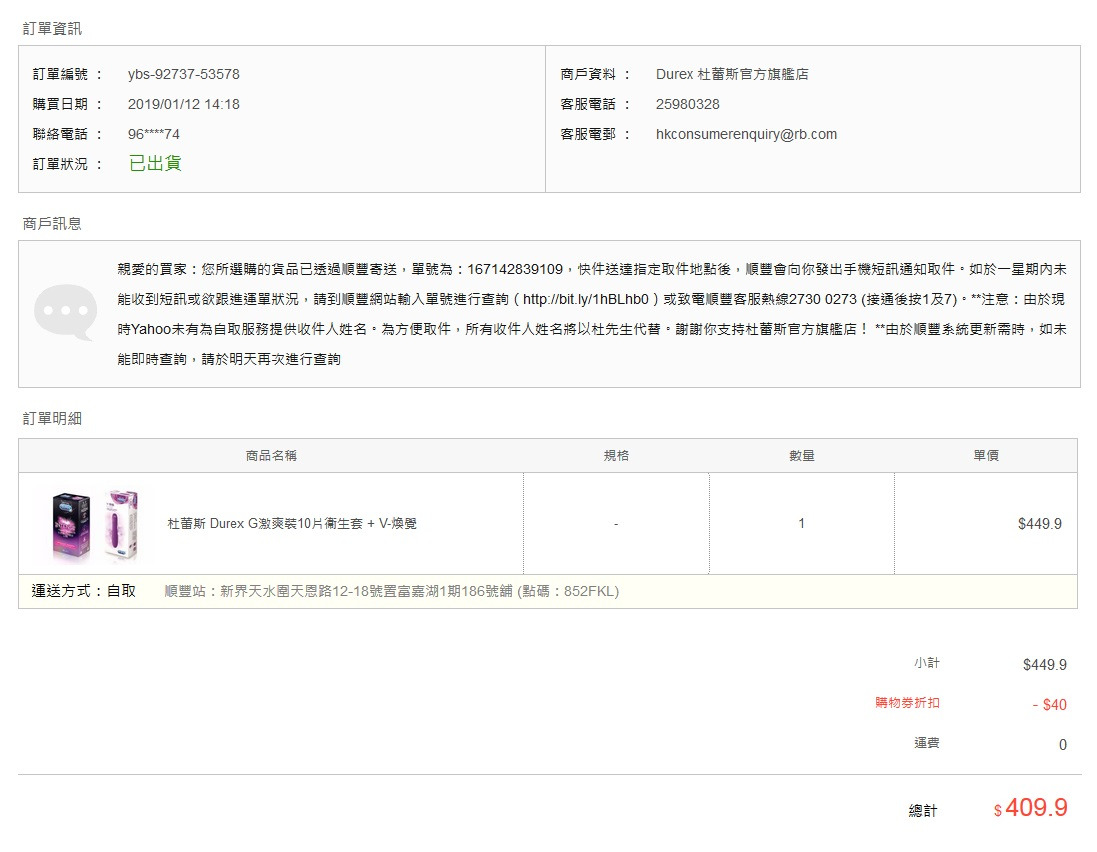 訂單資訊
訂單編號 ： ybs-92737-53578
購買日期 ： 2019/01/12 14:18
聯絡電話 ： 96****74
訂單狀況 ： 已出貨
商戶資料 ： Durex 杜蕾斯官方旗艦店
客服電話 ： 25980328
客服電郵 ： hkconsumerenquiry@rb.com
商戶訊息
親愛的買家：您所選購的貨品已透過順豐寄送，單號為：167142839109，快件送達指定取件地點後，順豐會向你發出手機短訊通知取件。如於一星期內未
能收到短訊或欲跟進運單狀況，請到順豐網站輸入單號進行查詢（http://bit.ly/1hBLhb0）或致電順豐客服熱線2730 0273 (接通後按1及7)。**注意：由於現
時Yahoo未有為自取服務提供收件人姓名。為方便取件，所有收件人姓名將以杜先生代替。謝謝你支持杜蕾斯官方旗艦店！ **由於順豐系統更新需時，如未
能即時查詢，請於明天再次進行查詢
訂單明細
商品名稱 規格 數量 單價
杜蕾斯 Durex G激爽裝10片衞生套 + V-煥覺 - 1 $449.9
運送方式：自取 順豐站：新界天水圍天恩路12-18號置富嘉湖1期186號舖 (點碼：852FKL)
小計 $449.9
購物券折扣 - $40
運費 0
總計 $ 409.9